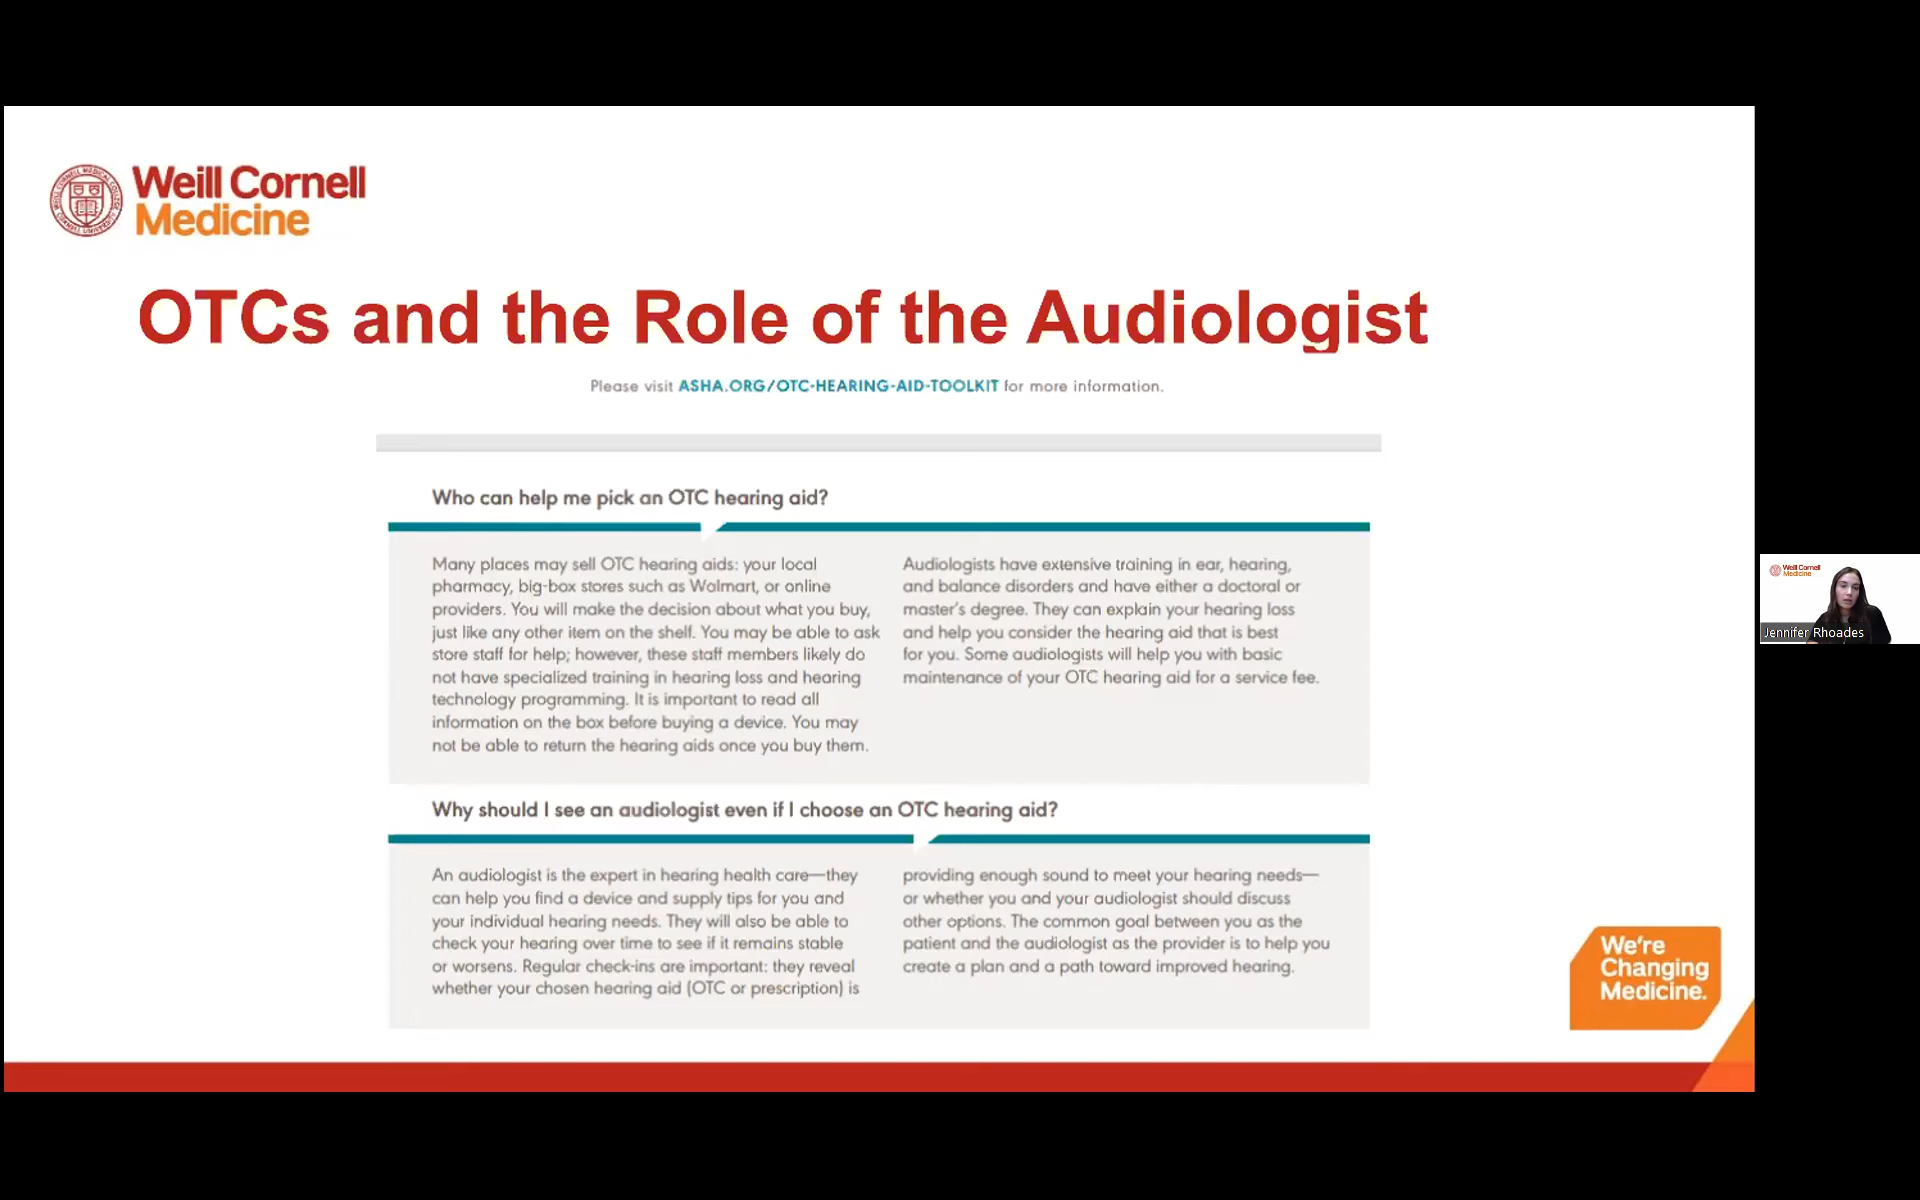 Weill Cornell
Medicine
OTCs and the Role of the Audiologist
Please visit ASHA.ORG/OTC-HEARING-AID-TOOLKIT for more information.
Who can help me pick an OTC hearing aid?
Many places may sell OTC hearing aids: your local
pharmacy, big-box stores such as Walmart, or online
providers. You will make the decision about what you buy,
just like any other item on the shelf. You may be able to ask
store staff for help; however, these staff members likely do
not have specialized training in hearing loss and hearing
technology programming. It is important to read all
information on the box before buying a device. You may
not be able to return the hearing aids once you buy them.
Audiologists have extensive training in ear, hearing,
and balance disorders and have either a doctoral or
master's degree. They can explain your hearing loss
and help you consider the hearing aid that is best
for you. Some audiologists will help you with basic
maintenance of your OTC hearing aid for a service fee.
Why should I see an audiologist even if I choose an OTC hearing aid?
An audiologist is the expert in hearing health care—they
can help you find a device and supply tips for you and
your individual hearing needs. They will also be able to
check your hearing over time to see if it remains stable
or worsens. Regular check-ins are important: they reveal
whether your chosen hearing aid (OTC or prescription) is
providing enough sound to meet your hearing needs—
or whether you and your audiologist should discuss
other options. The common goal between you as the
patient and the audiologist as the provider is to help you
create a plan and a path toward improved hearing.
We're
Changing
Medicine.
Weill Cornell
Medicine
Jennifer Rhoades